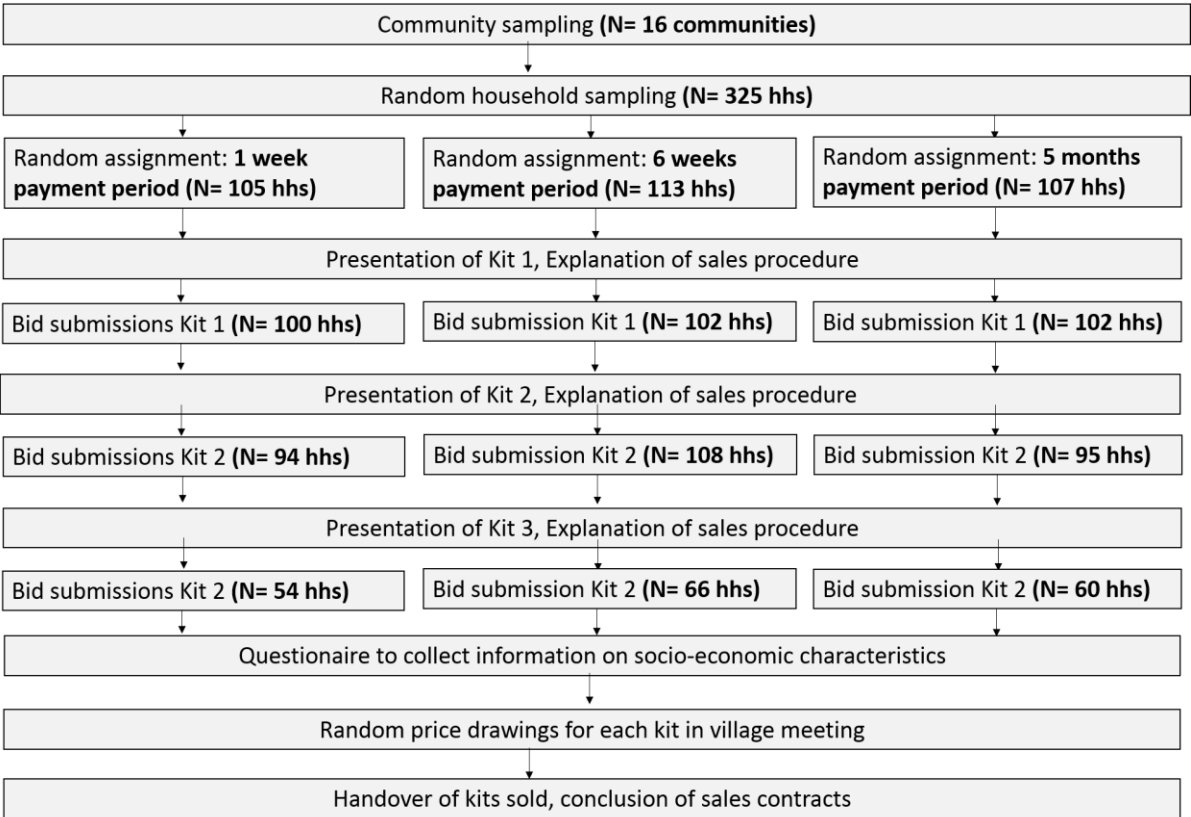 Community sampling (N= 16 communities)
Random household sampling (N= 325 hhs)
Random assignment: 1 week
payment period (N= 105 hhs)
Random assignment: 6 weeks
payment period (N= 113 hhs)
Random assignment: 5 months
payment period (N= 107 hhs)
Presentation of Kit 1, Explanation of sales procedure
Bid submissions Kit 1 (N= 100 hhs)
Bid submission Kit 1 (N= 102 hhs)
Bid submission Kit 1 (N= 102 hhs)
Presentation of Kit 2, Explanation of sales procedure
Bid submissions Kit 2 (N= 94 hhs)
Bid submission Kit 2 (N= 108 hhs)
Bid submission Kit 2 (N= 95 hhs)
Presentation of Kit 3, Explanation of sales procedure
Bid submissions Kit 2 (N= 54 hhs)
Bid submission Kit 2 (N= 66 hhs)
Bid submission Kit 2 (N= 60 hhs)
Questionaire to collect information on socio-economic characteristics
Random price drawings for each kit in village meeting
Handover of kits sold, conclusion of sales contracts